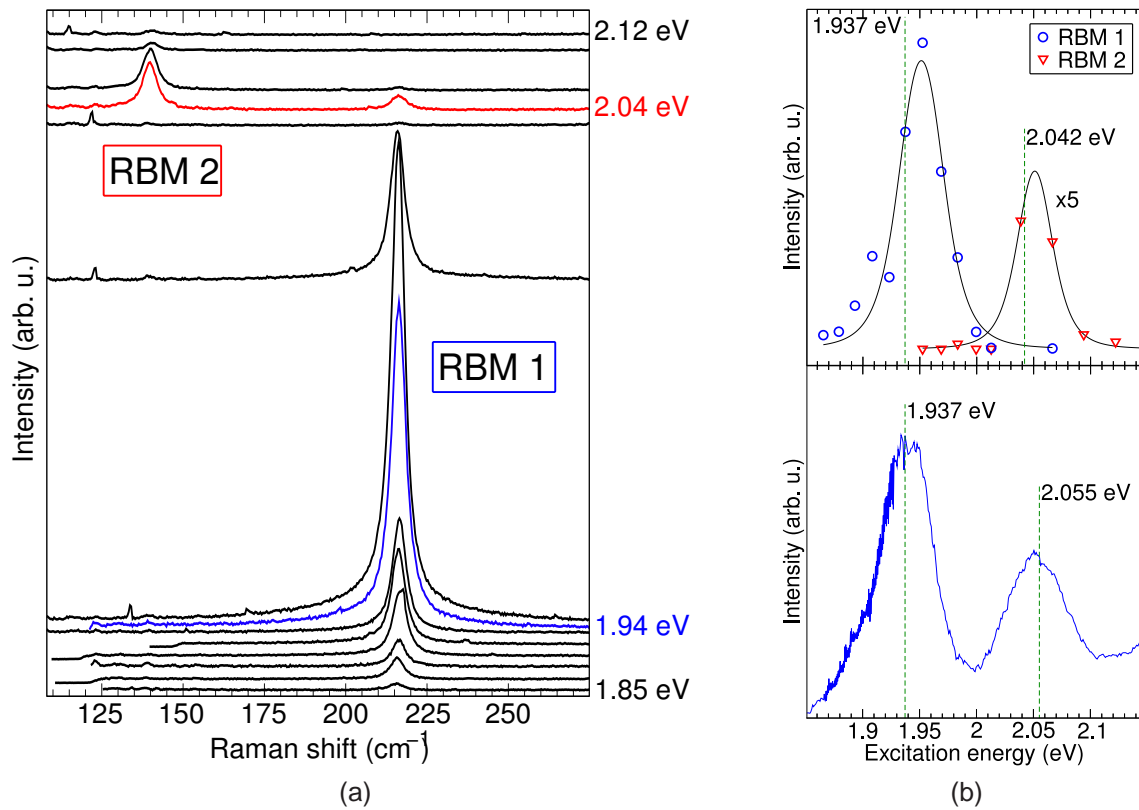 2.12 eV
2.04 eV
RBM 2
RBM 1
1.94 eV
1.85 eV
Intensity (arb. u.)
125 150 175 200 225 250
Raman shift (cm⁻¹)
(a)
1.937 eV
RBM 1
RBM 2
2.042 eV
x5
Intensity (arb. u.)
1.937 eV
2.055 eV
Intensity (arb. u.)
1.9 1.95 2 2.05 2.1
Excitation energy (eV)
(b)